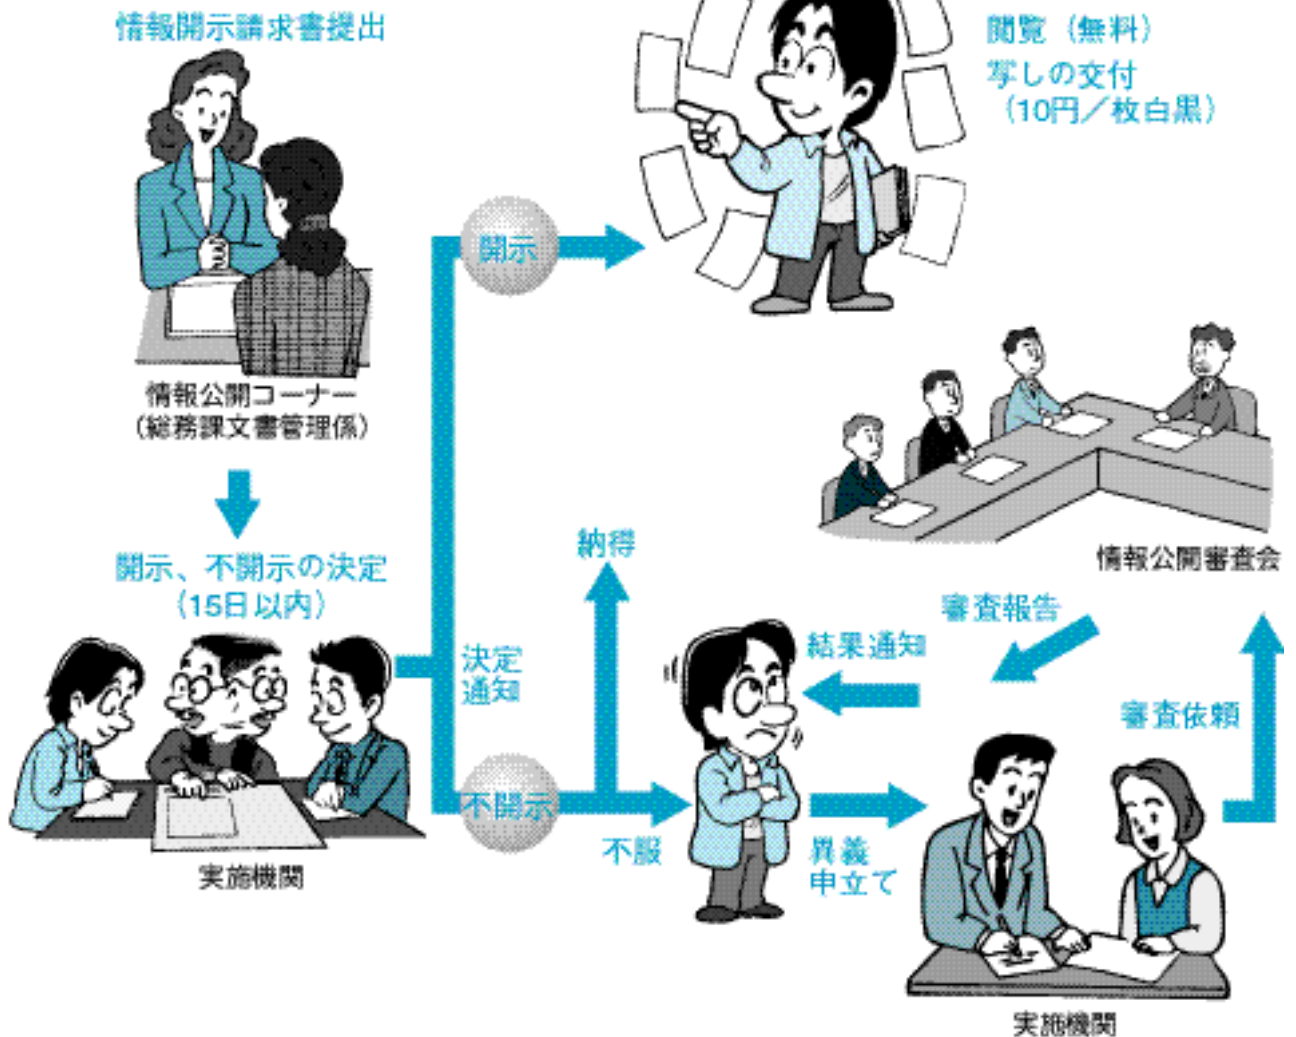 情報開示請求書提出
情報公開コーナー
（総務課文書管理係）
開示、不開示の決定
（15日以内）
実施機関
決定
通知
開示
閲覧（無料）
写しの交付
（10円／枚白黒）
不開示
納得
不服
異義
申立て
実施機関
審査依頼
情報公開審査会
審査報告
結果通知